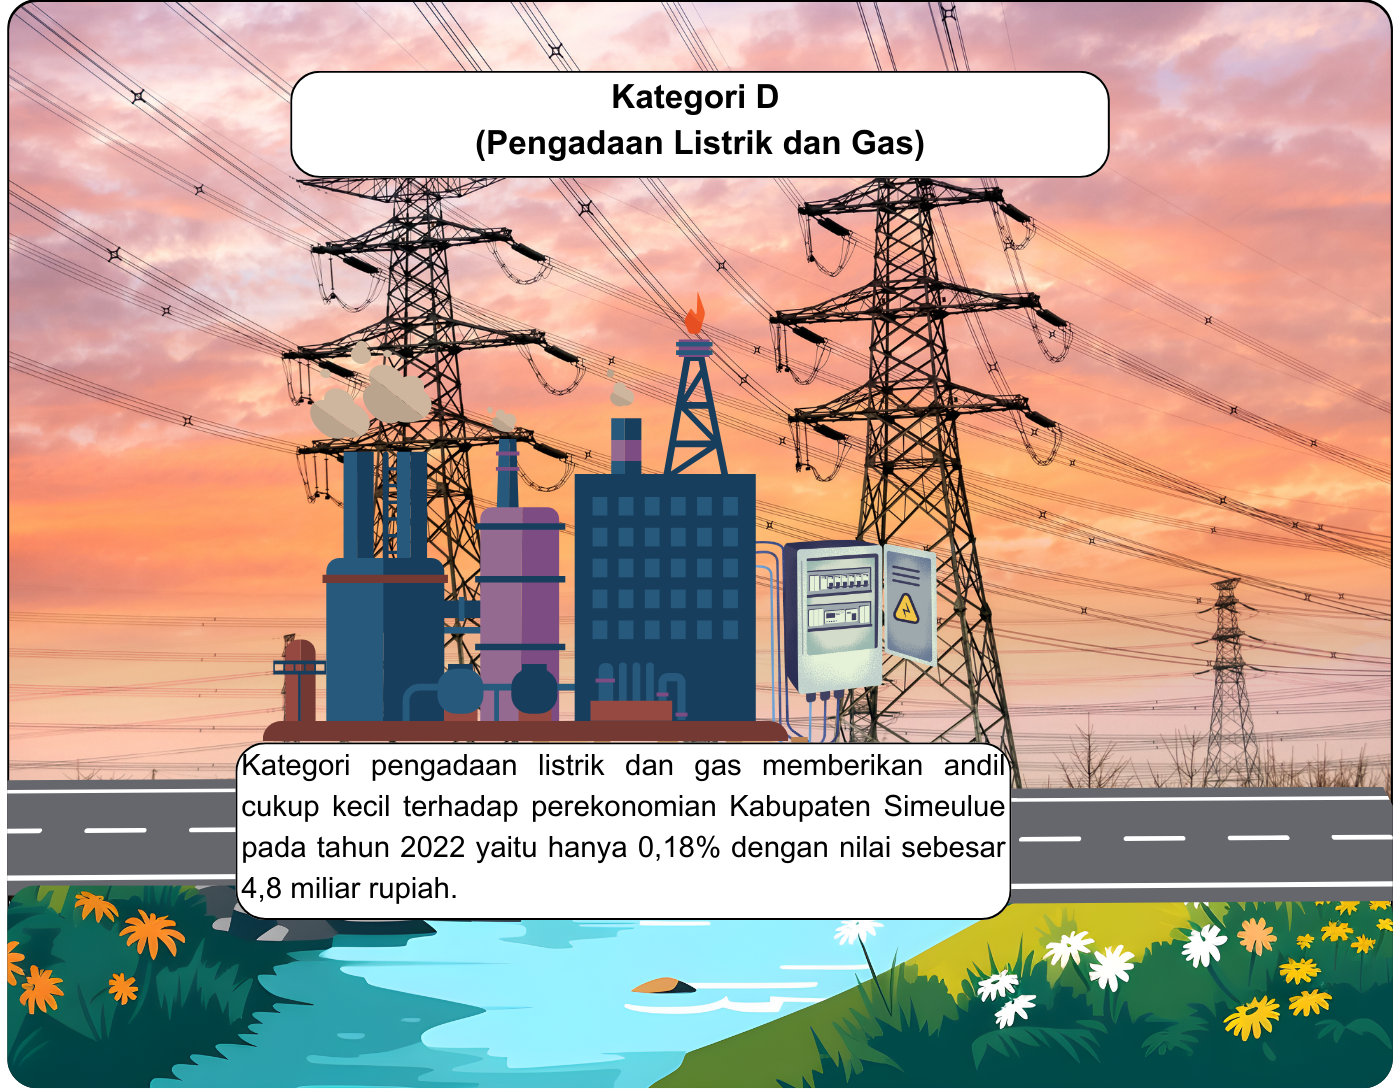 Kategori D
(Pengadaan Listrik dan Gas)
Kategori pengadaan listrik dan gas memberikan andil
cukup kecil terhadap perekonomian Kabupaten Simeulue
pada tahun 2022 yaitu hanya 0,18% dengan nilai sebesar
4,8 miliar rupiah.